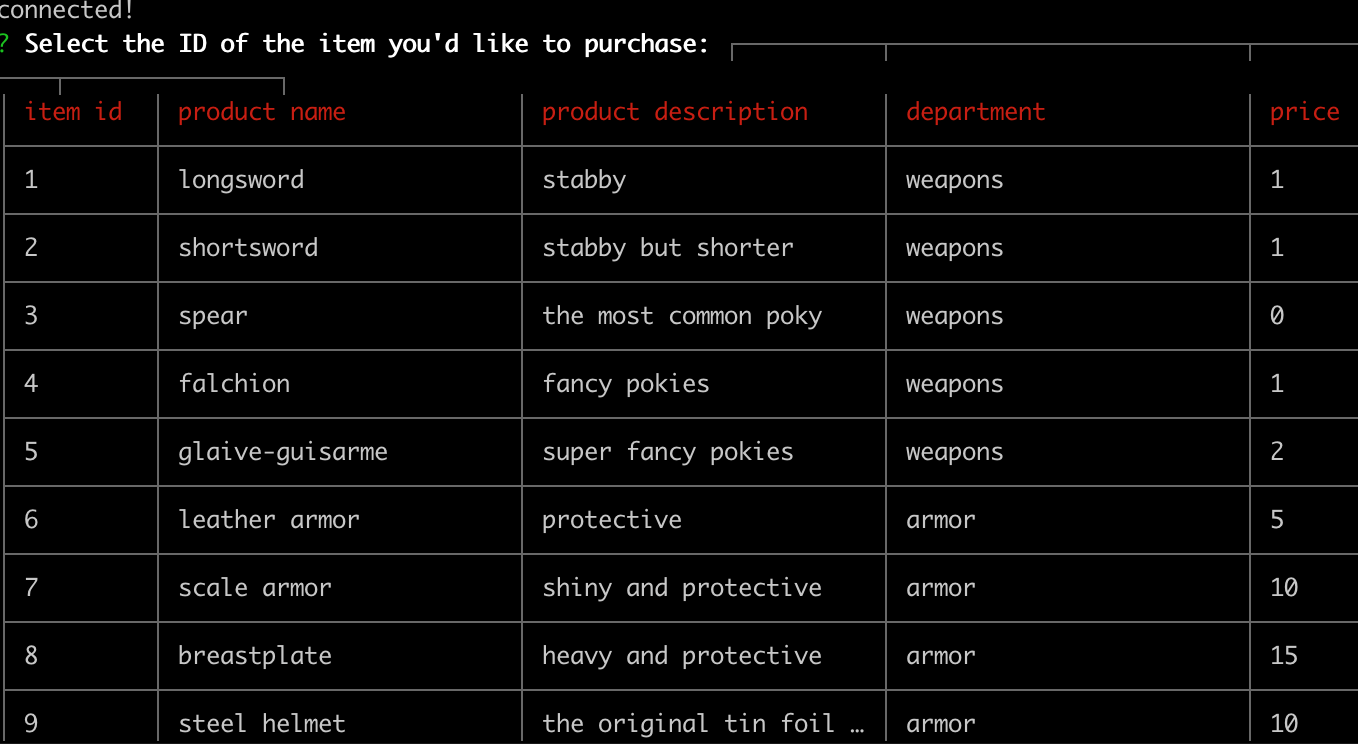 connected!
? Select the ID of the item you'd like to purchase:
item id product name product description department price
1 longsword stabby weapons 1
2 shortsword stabby but shorter weapons 1
3 spear the most common poky weapons 0
4 falchion fancy pokies weapons 1
5 glaive-guisarme super fancy pokies weapons 2
6 leather armor protective armor 5
7 scale armor shiny and protective armor 10
8 breastplate heavy and protective armor 15
9 steel helmet the original tin foil … armor 10